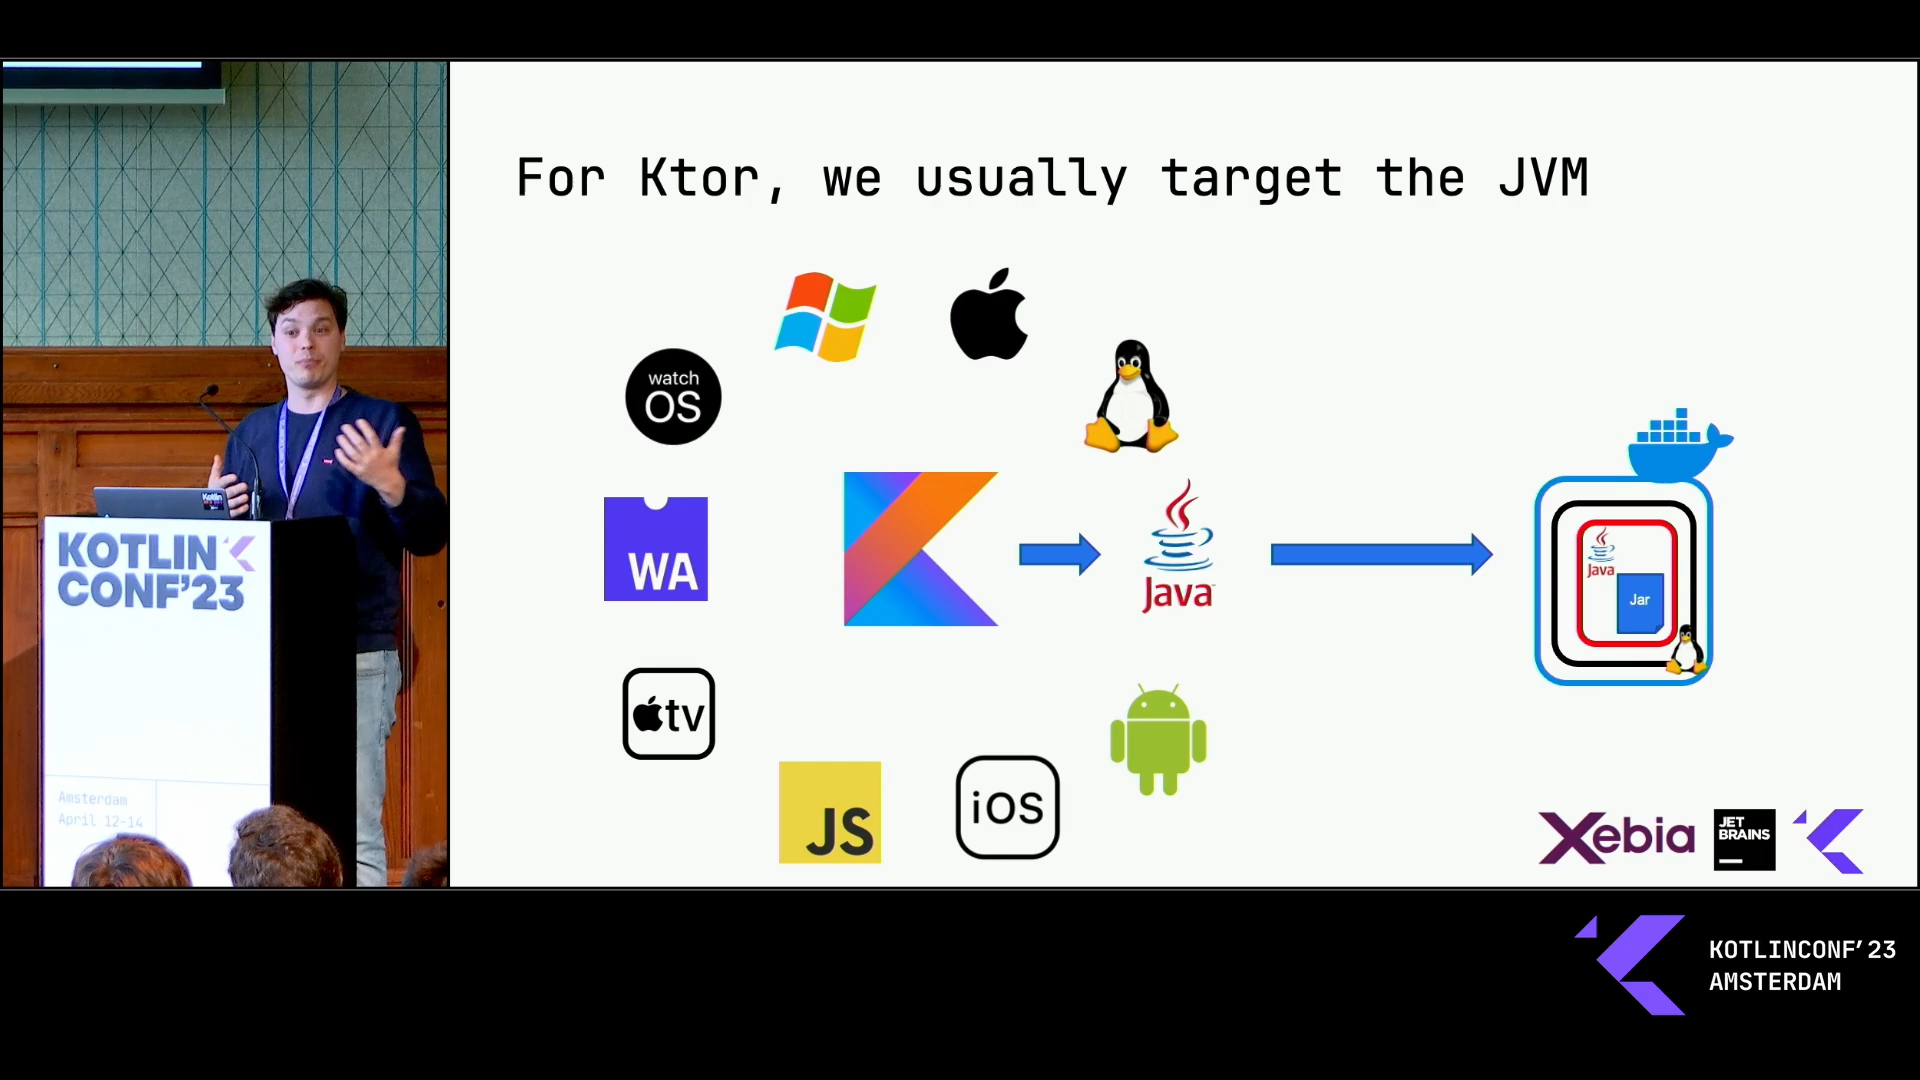 For Ktor, we usually target the JVM
watch
OS
WA
Java
Java
Jar
tv
JS
iOS
Xebia
JET
BRAINS
Kotlin
KOTLIN
CONF'23
Amsterdam
April 12-14
KOTLINCONF'23
AMSTERDAM